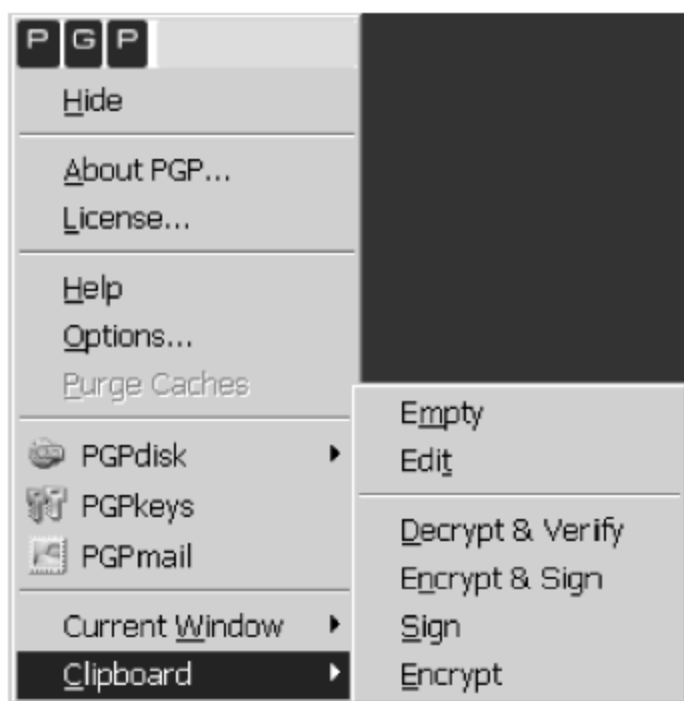 PGP
Hide
About PGP...
License...
Help
Options...
Purge Caches
PGPdisk
PGPkeys
PGPmail
Current Window
Clipboard
Empty
Edit
Decrypt & Verify
Encrypt & Sign
Sign
Encrypt